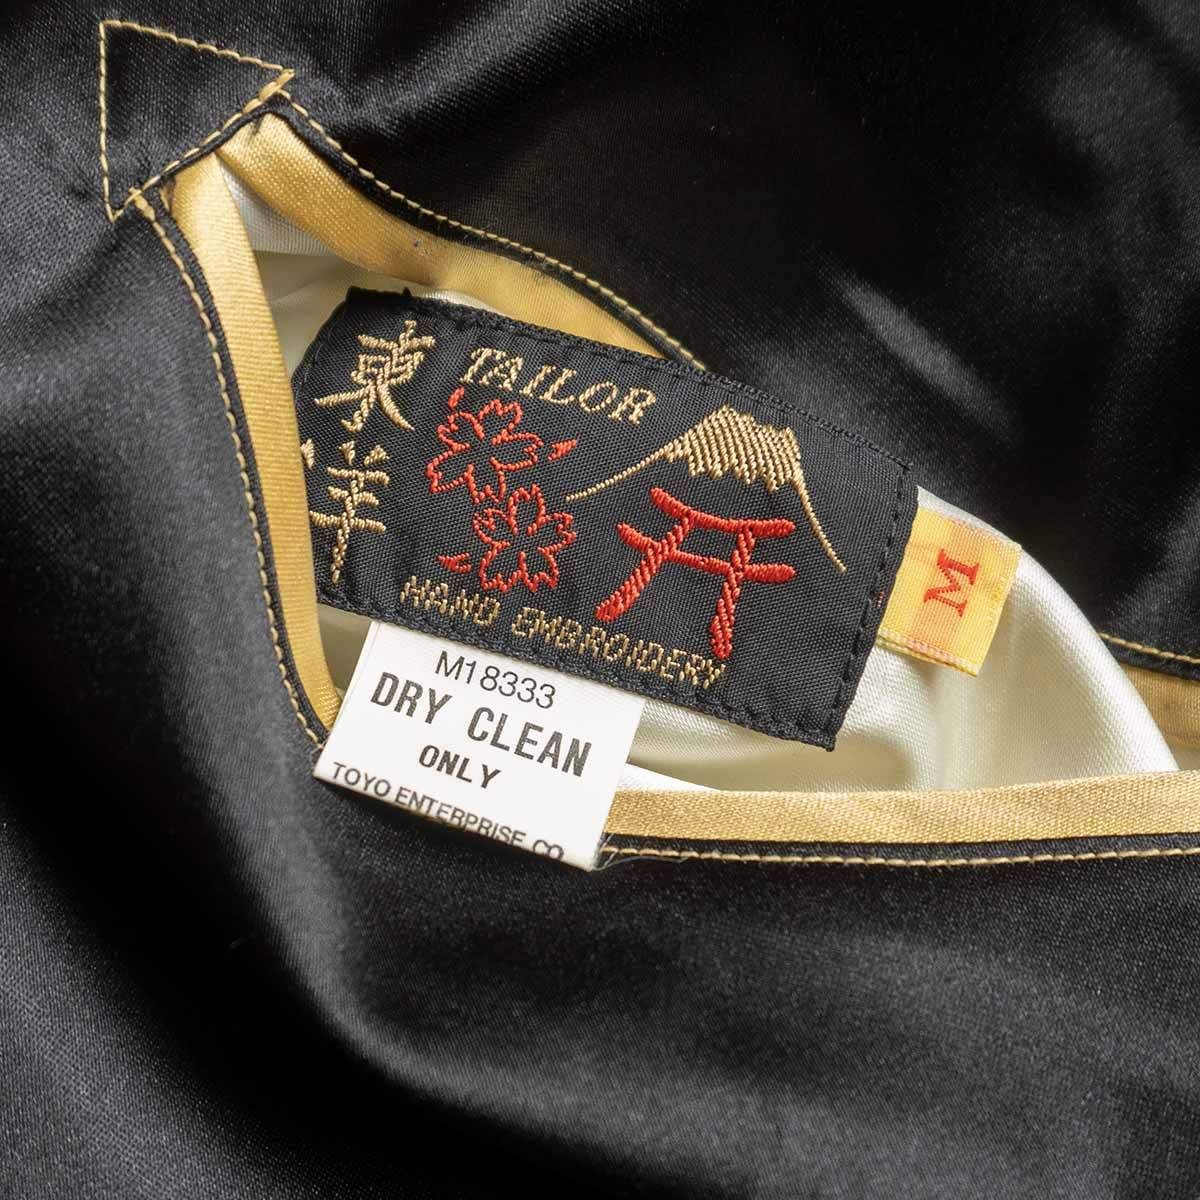 東洋
TAILOR
HAND EMBROIDERY
M
M18333
DRY CLEAN
ONLY
TOYO ENTERPRISE CO.